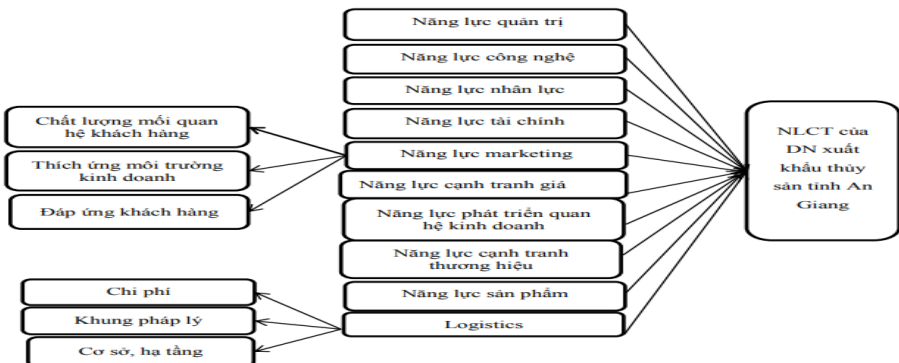 Năng lực quản trị
Năng lực công nghệ
Năng lực nhân lực
Năng lực tài chính
Năng lực marketing
Năng lực cạnh tranh giá
Năng lực phát triển quan
hệ kinh doanh
Năng lực cạnh tranh
thương hiệu
Năng lực sản phẩm
Logistics
Chất lượng mối quan
hệ khách hàng
Thích ứng môi trường
kinh doanh
Đáp ứng khách hàng
Chi phí
Khung pháp lý
Cơ sở, hạ tầng
NLCT của
DN xuất
khẩu thủy
sản tỉnh An
Giang